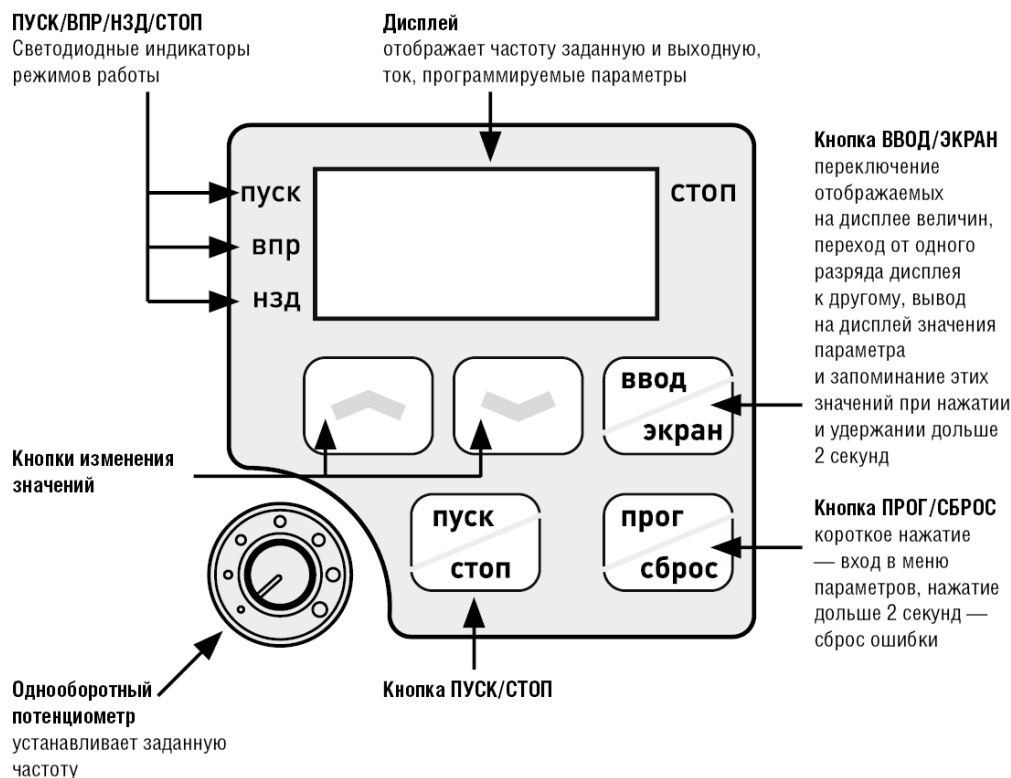 ПУСК/ВПР/НЗД/СТОП
Светодиодные индикаторы
режимов работы
Дисплей
отображает частоту заданную и выходную,
ток, программируемые параметры
Кнопка ВВОД/ЭКРАН
переключение
отображаемых
на дисплее величин,
переход от одного
разряда дисплея
к другому, вывод
на дисплей значения
параметра
и запоминание этих
значений при нажатии
и удержании дольше
2 секунд
пуск
стоп
впр
нзд
ввод
экран
Кнопки изменения
значений
пуск
стоп
прог
сброс
Кнопка ПРОГ/СБРОС
короткое нажатие
— вход в меню
параметров, нажатие
дольше 2 секунд —
сброс ошибки
Однооборотный
потенциометр
устанавливает заданную
частоту
Кнопка ПУСК/СТОП